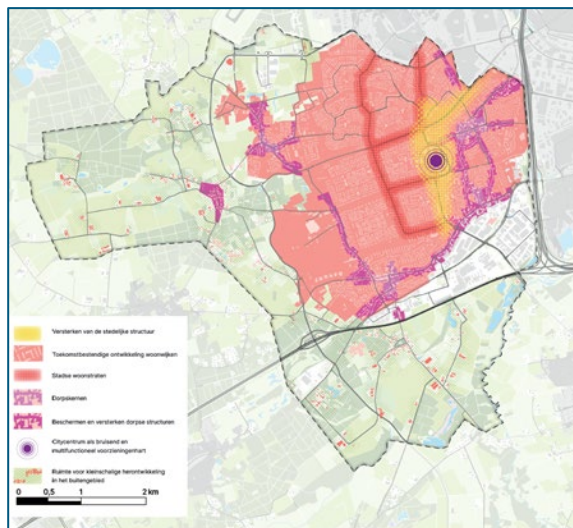 Versterken van de stedelijke structuur
Toekomstbestendige ontwikkeling woonwijken
Stadse woonstraten
Dorpskernen
Beschermen en versterken dorpse structuren
Citycentrum als bruisend en
multifunctioneel voorzieningenhart
Ruimte voor kleinschalige herontwikkeling
in het buitengebied
0 0,5 1 2 km